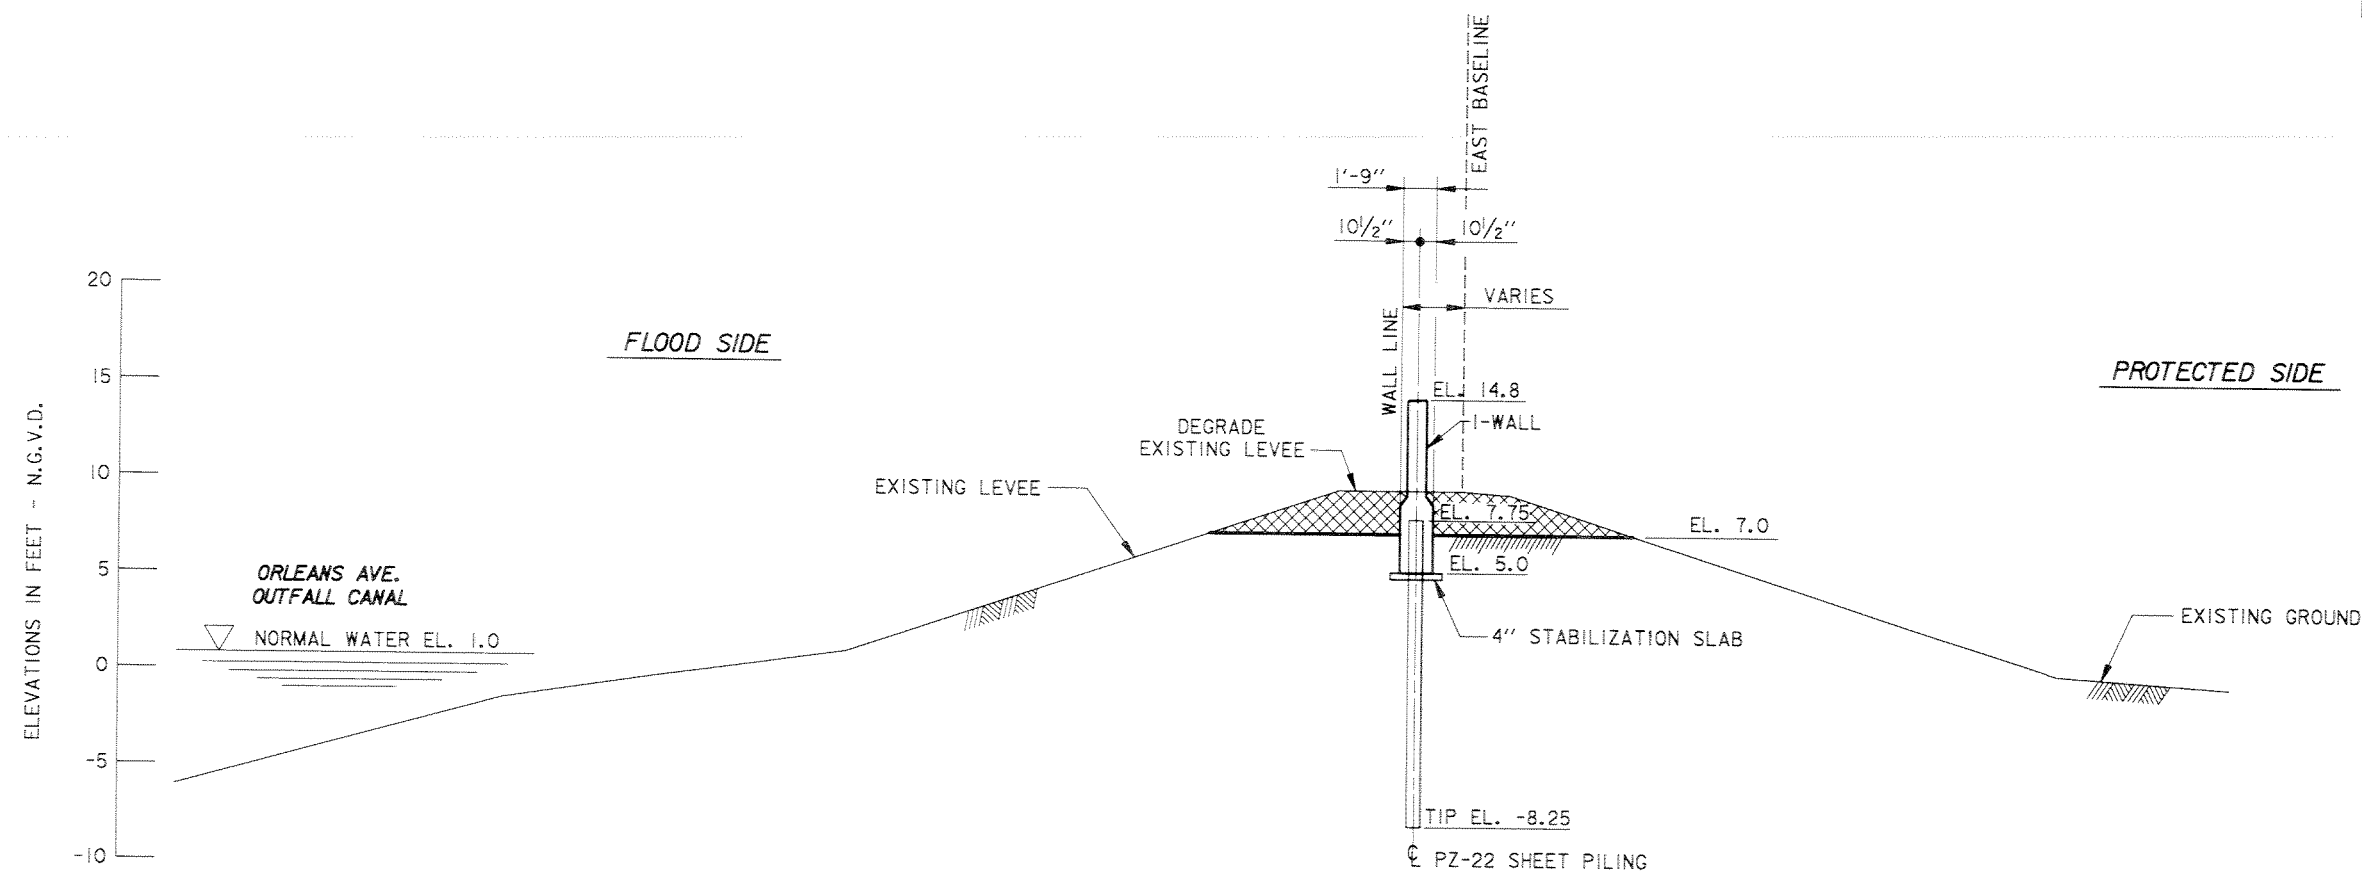 EAST BASELINE
1'-9"
10½" 10½"
VARIES
WALL LINE
20
15
10
5
0
-5
-10
ELEVATIONS IN FEET - N.G.V.D.
FLOOD SIDE
PROTECTED SIDE
EL. 14.8
I-WALL
DEGRADE
EXISTING LEVEE
EXISTING LEVEE
EL. 7.75
EL. 7.0
EL. 5.0
ORLEANS AVE.
OUTFALL CANAL
NORMAL WATER EL. 1.0
4" STABILIZATION SLAB
EXISTING GROUND
TIP EL. -8.25
℄ PZ-22 SHEET PILING